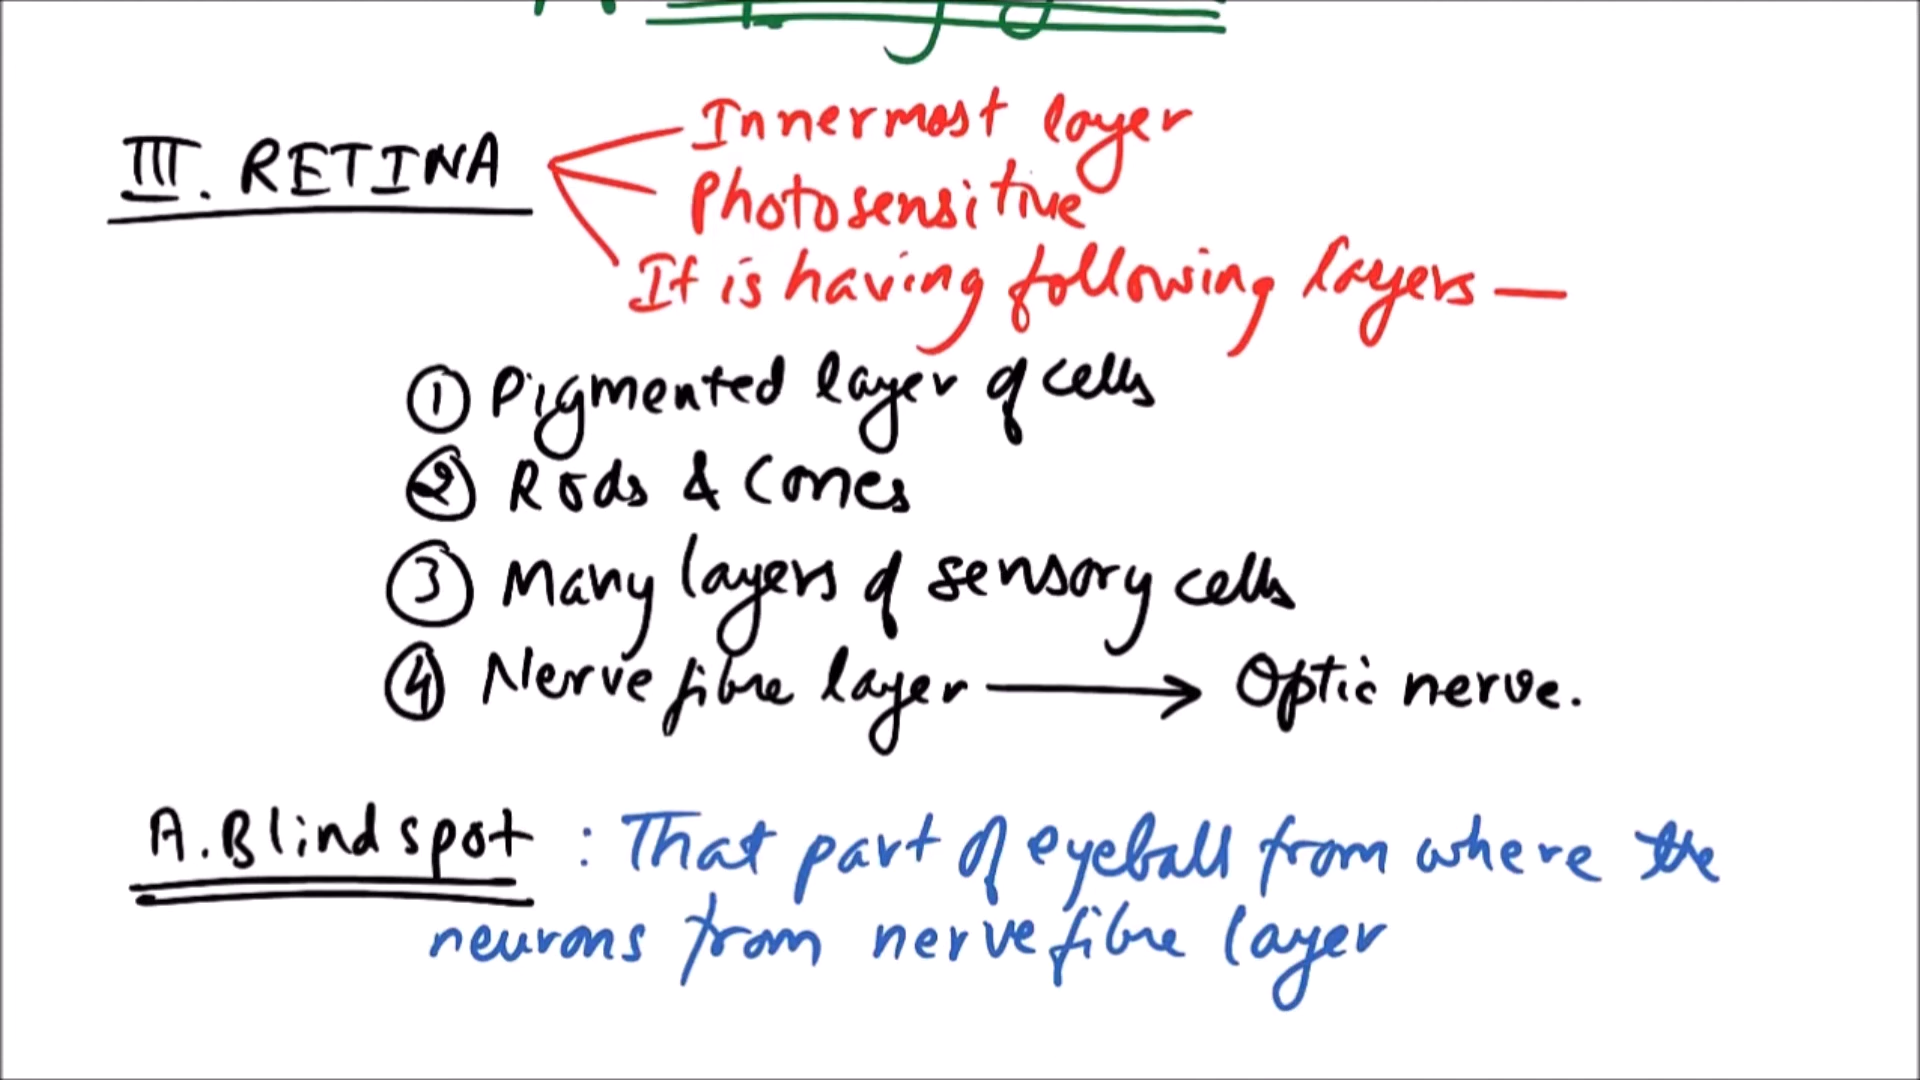 III. RETINA
Innermost layer
Photosensitive
It is having following layers —
① Pigmented layer of cells
② Rods & Cones
③ Many layers of sensory cells
④ Nerve fibre layer → Optic nerve.
A. Blind spot : That part of eyeball from where the
neurons from nerve fibre layer